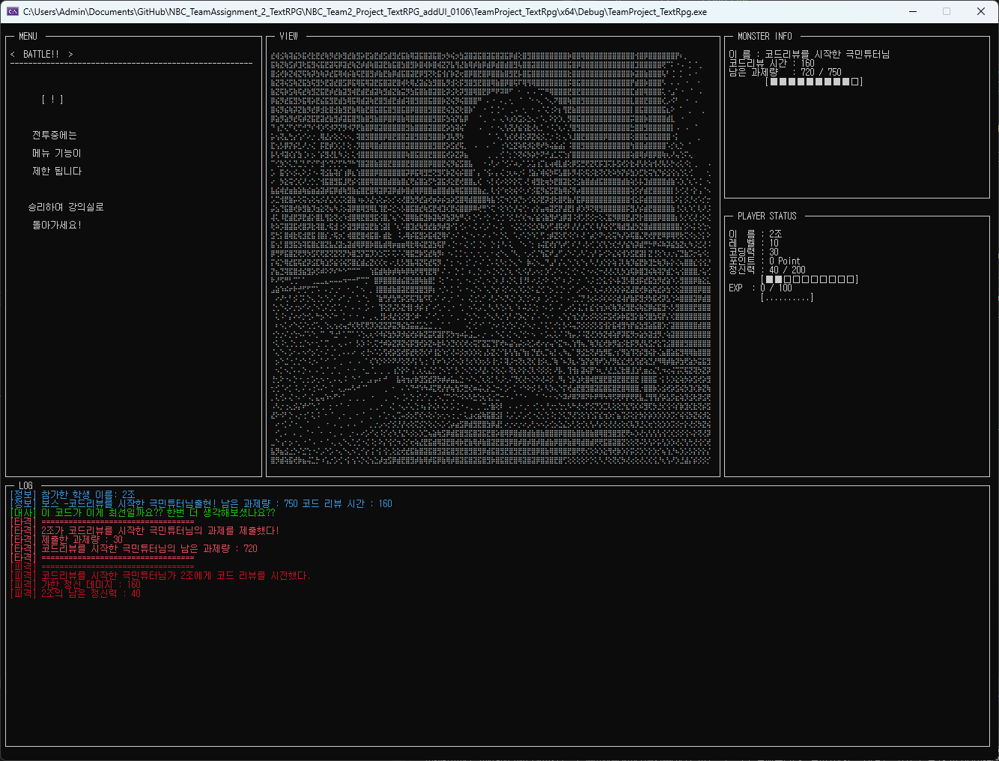 C:\Users\Admin\Documents\GitHub\NBC_TeamAssignment_2_TextRPG\NBC_Team2_Project_TextRPG_addUI_0106\TeamProject_TextRpg\x64\Debug\TeamProject_TextRpg.exe
MENU
< BATTLE!! >
[ ! ]
전투중에는
메뉴 기능이
제한 됩니다
승리하여 강의실로
돌아가세요!
VIEW
MONSTER INFO
이 름 : 코드리뷰를 시작한 극민튜터님
코드리뷰 시간 : 160
남은 과제량 : 720 / 750
[■■■■■■■■■□]
PLAYER STATUS
이 름 : 2조
레 벨 : 10
코딩력 : 30
포인트 : 0 Point
정신력 : 40 / 200
[■■□□□□□□□□]
EXP : 0 / 100
[..........]
LOG
[정보] 참가한 학생 이름: 2조
[정보] 보스 -코드리뷰를 시작한 극민튜터님출현! 남은 과제량 : 750 코드 리뷰 시간 : 160
[대사] 이 코드가 이게 최선일까요?? 한번 더 생각해보셨나요??
[타격] ==================================
[타격] 2조가 코드리뷰를 시작한 극민튜터님의 과제를 제출했다!
[타격] 제출한 과제량 : 30
[타격] 코드리뷰를 시작한 극민튜터님의 남은 과제량 : 720
[타격] ==================================
[피격] ==================================
[피격] 코드리뷰를 시작한 극민튜터님가 2조에게 코드 리뷰를 시전했다.
[피격] 가한 정신 데미지 : 160
[피격] 2조의 남은 정신력 : 40